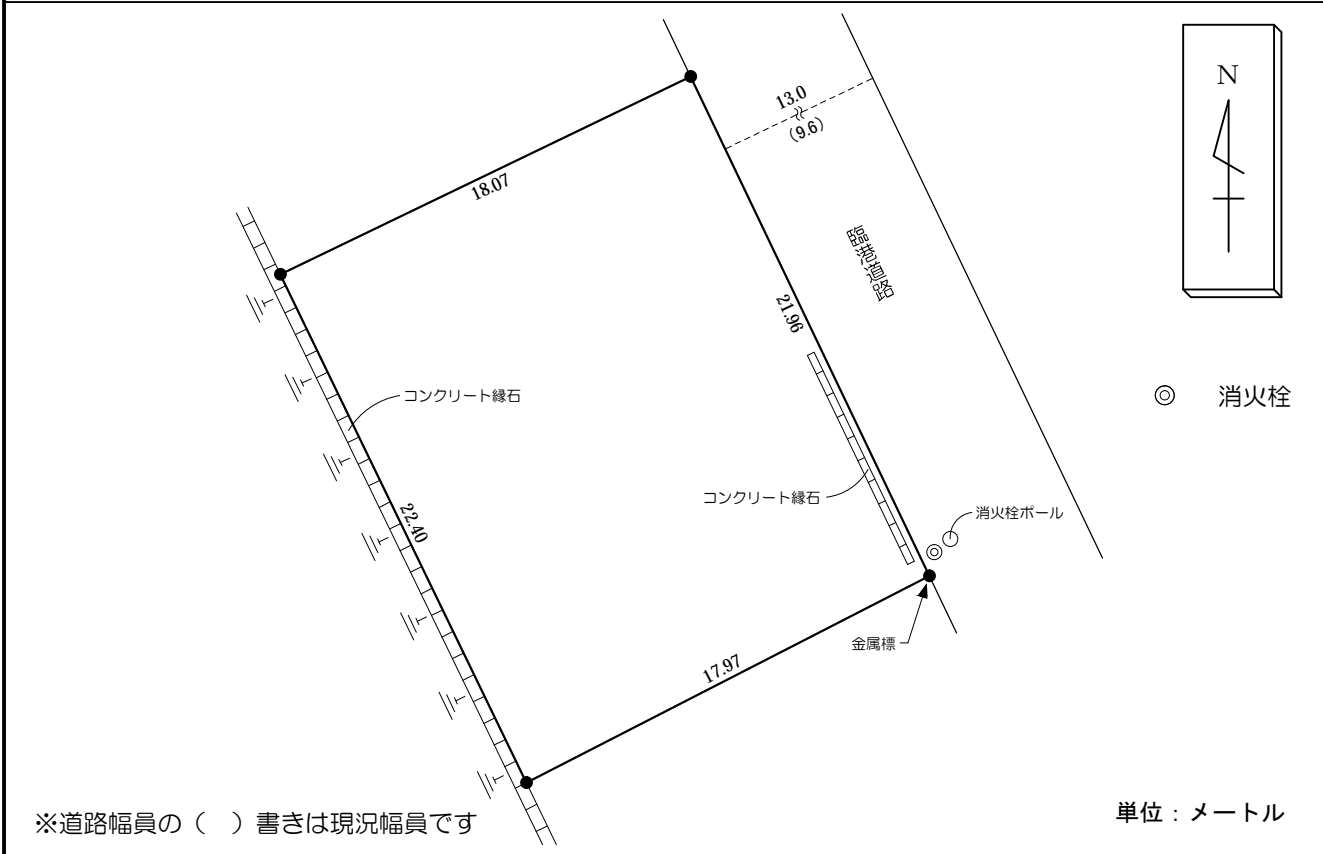 N
13.0
(9.6)
18.07
臨港道路
21.96
コンクリート縁石
◎ 消火栓
22.40
コンクリート縁石
消火栓ポール
金属標
17.97
※道路幅員の（　）書きは現況幅員です
単位：メートル